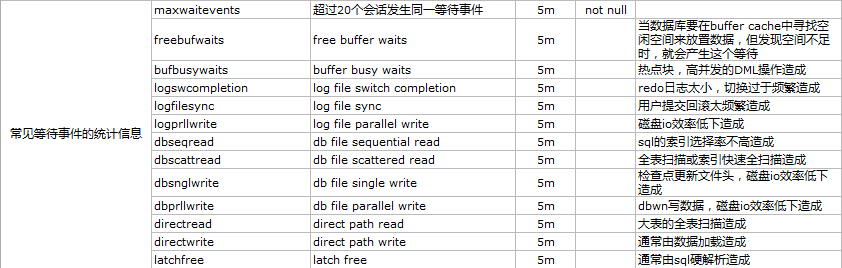 maxwaitevents 超过20个会话发生同一等待事件 5m not null
freebufwaits free buffer waits 5m 当数据库要在buffer cache中寻找空
闲空间来放置数据，但发现空间不足
时，就会产生这个等待
bufbusywaits buffer busy waits 5m 热点块，高并发的DML操作造成
logswcompletion log file switch completion 5m redo日志太小，切换过于频繁造成
logfilesync log file sync 5m 用户提交回滚太频繁造成
logprllwrite log file parallel write 5m 磁盘io效率低下造成
常见等待事件的统计信息
dbseqread db file sequential read 5m sql的索引选择率不高造成
dbscattread db file scattered read 5m 全表扫描或索引快速全扫描造成
dbsnglwrite db file single write 5m 检查点更新文件头，磁盘io效率低下
造成
dbprllwrite db file parallel write 5m dbwn写数据，磁盘io效率低下造成
directread direct path read 5m 大表的全表扫描造成
directwrite direct path write 5m 通常由数据加载造成
latchfree latch free 5m 通常由sql硬解析造成